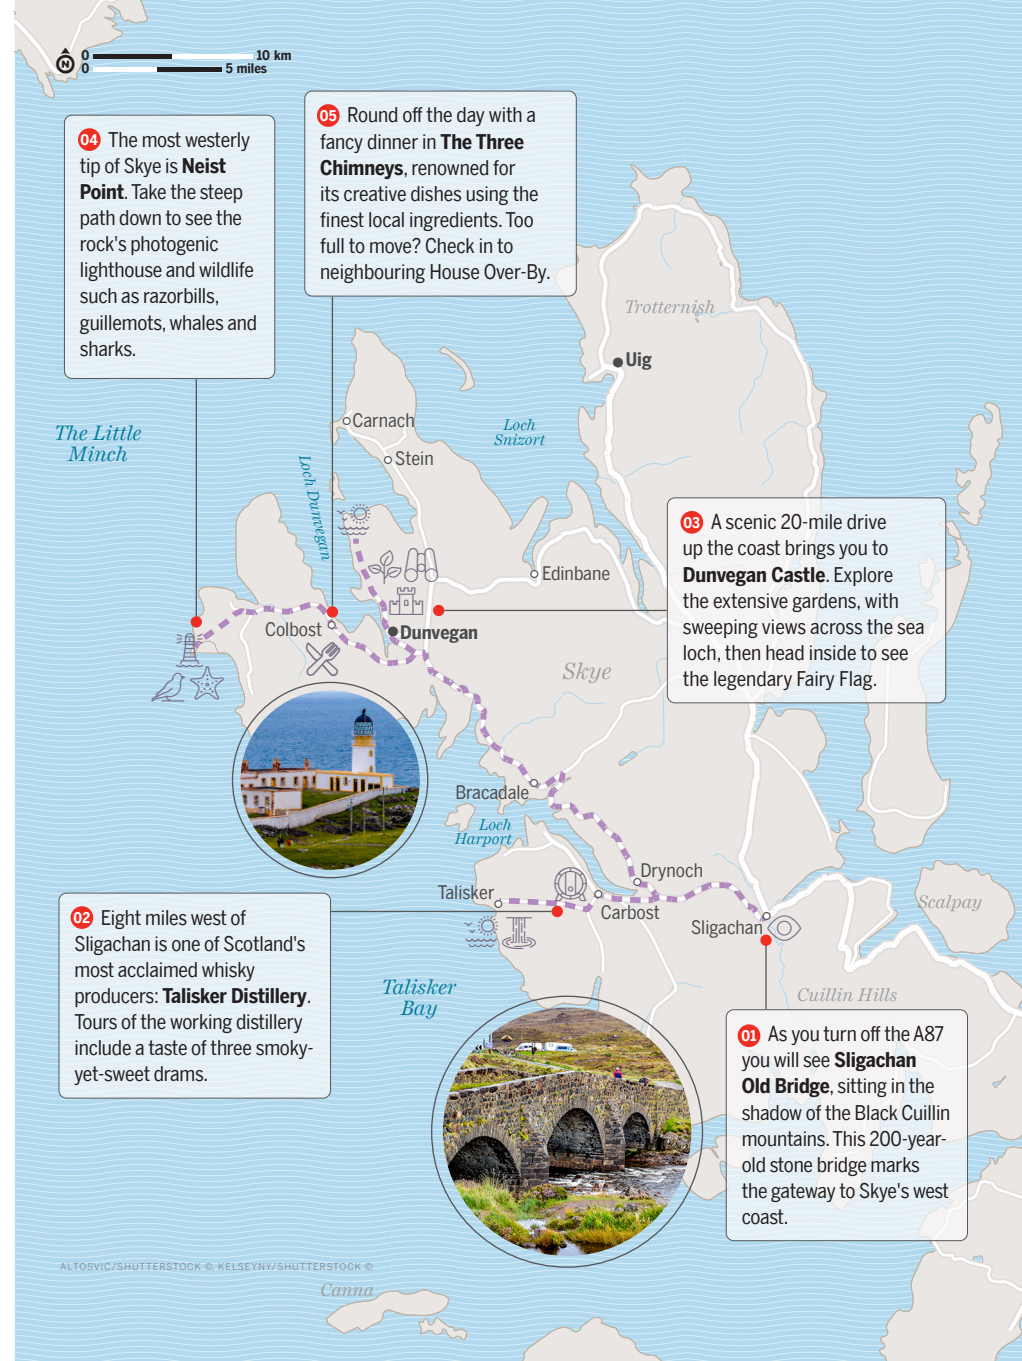 0 10 km
N
0 5 miles
04 The most westerly
tip of Skye is Neist
Point. Take the steep
path down to see the
rock's photogenic
lighthouse and wildlife
such as razorbills,
guillemots, whales and
sharks.
05 Round off the day with a
fancy dinner in The Three
Chimneys, renowned for
its creative dishes using the
finest local ingredients. Too
full to move? Check in to
neighbouring House Over-By.
Trotternish
Uig
Carnach
Stein
Loch
Snizort
The Little
Minch
Loch Dunvegan
Edinbane
03 A scenic 20-mile drive
up the coast brings you to
Dunvegan Castle. Explore
the extensive gardens, with
sweeping views across the sea
loch, then head inside to see
the legendary Fairy Flag.
Colbost
Dunvegan
Skye
Bracadale
Loch
Harport
Drynoch
Talisker
Carbost
Sligachan
Scalpay
02 Eight miles west of
Sligachan is one of Scotland's
most acclaimed whisky
producers: Talisker Distillery.
Tours of the working distillery
include a taste of three smoky-
yet-sweet drams.
Talisker
Bay
Cuillin Hills
01 As you turn off the A87
you will see Sligachan
Old Bridge, sitting in the
shadow of the Black Cuillin
mountains. This 200-year-
old stone bridge marks
the gateway to Skye's west
coast.
ALTOSVIC/SHUTTERSTOCK ©, KELSEYNY/SHUTTERSTOCK ©
Canna